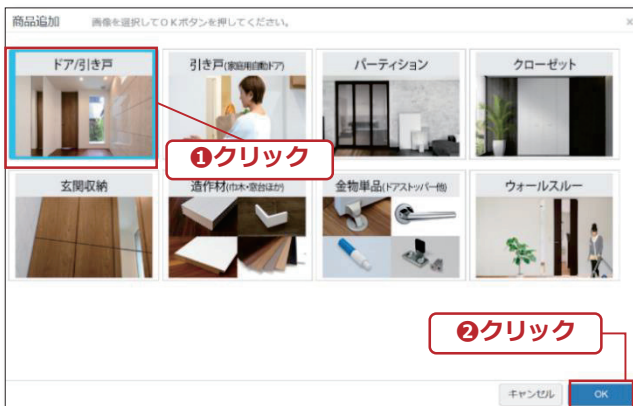 商品追加 画像を選択してOKボタンを押してください。 ×
ドア/引き戸
引き戸(家庭用自動ドア)
パーティション
クローゼット
❶クリック
玄関収納
造作材(巾木・窓台ほか)
金物単品(ドアストッパー他)
ウォールスルー
❷クリック
キャンセル
OK